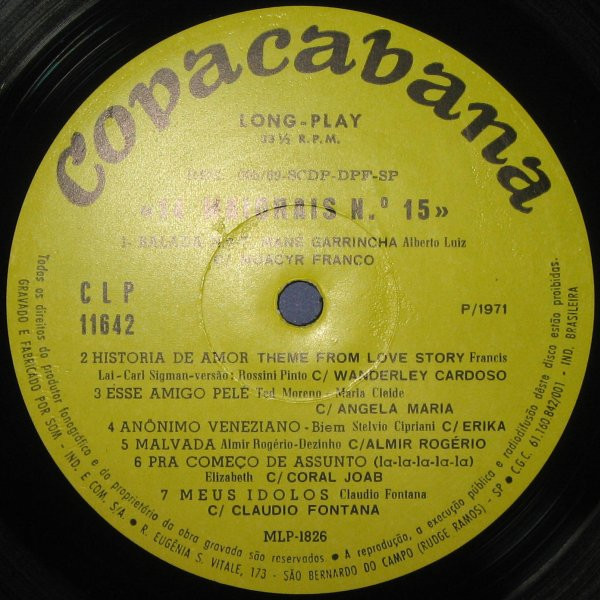 Copacabana
LONG-PLAY
33 ⅓ R.P.M.
-SCDP-DPF-SP
«14 MAIORAIS N.º 15»
1- BALADA N.º 7 MANÉ GARRINCHA Alberto Luiz
C/ MOACYR FRANCO
C L P
11642
P/1971
2 HISTORIA DE AMOR THEME FROM LOVE STORY Francis
Lai-Carl Sigman-versão: Rossini Pinto C/ WANDERLEY CARDOSO
3 ESSE AMIGO PELÉ Ted Moreno - Maria Cleide
C/ ANGELA MARIA
4 ANÔNIMO VENEZIANO - Biem Stelvio Cipriani C/ ERIKA
5 MALVADA Almir Rogério-Dezinho C/ ALMIR ROGÉRIO
6 PRA COMEÇO DE ASSUNTO (la-la-la-la-la)
Elizabeth C/ CORAL JOAB
7 MEUS IDOLOS Claudio Fontana
C/ CLAUDIO FONTANA
MLP-1826
Todos os direitos do produtor fonográfico e do proprietário da obra gravada são reservados. • A reprodução, a execução pública e radiodifusão dêste disco estão proibidas.
GRAVADO E FABRICADO POR SOM. - IND. E COM. S/A. • R. EUGÊNIA S. VITALE, 173 - SÃO BERNARDO DO CAMPO (RUDGE RAMOS) - SP • C.G.C. 61.160.842/001 - IND. BRASILEIRA